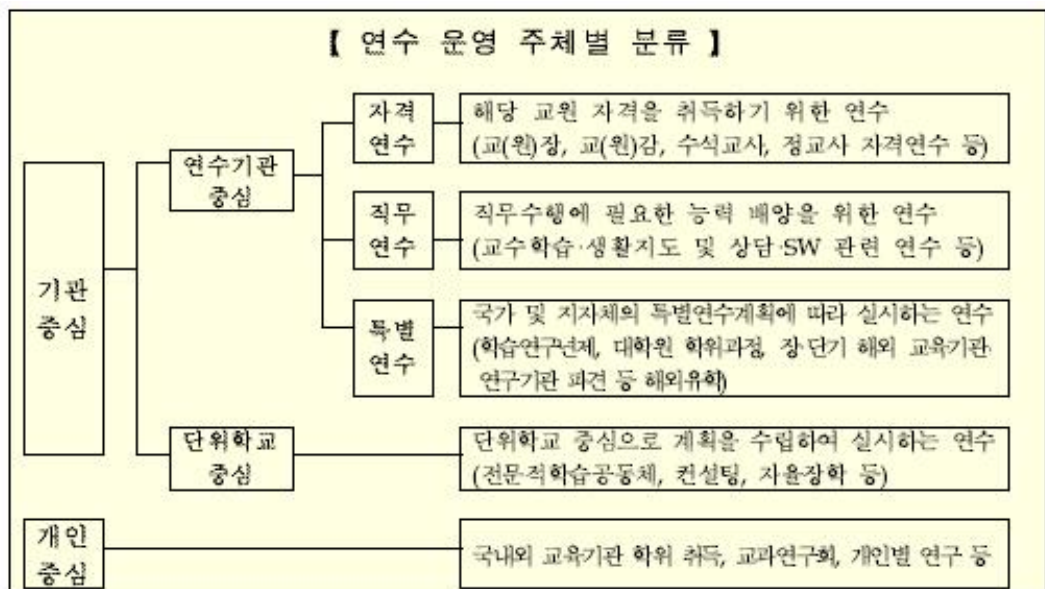 【 연수 운영 주체별 분류 】
기관
중심
연수기관
중심
자격
연수
해당 교원 자격을 취득하기 위한 연수
(교(원)장, 교(원)감, 수석교사, 정교사 자격연수 등)
직무
연수
직무수행에 필요한 능력 배양을 위한 연수
(교수학습·생활지도 및 상담·SW 관련 연수 등)
특별
연수
국가 및 지자체의 특별연수계획에 따라 실시하는 연수
(학습연구년제, 대학원 학위과정, 장·단기 해외 교육기관·
연구기관 파견 등 해외유학)
단위학교
중심
단위학교 중심으로 계획을 수립하여 실시하는 연수
(전문적학습공동체, 컨설팅, 자율장학 등)
개인
중심
국내외 교육기관 학위 취득, 교과연구회, 개인별 연구 등